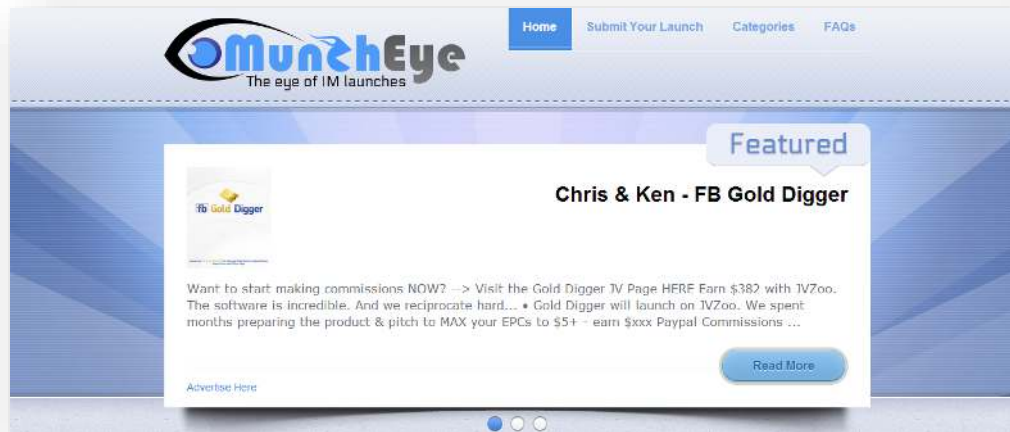 MunchEye
The eye of IM launches
Home Submit Your Launch Categories FAQs
Featured
fb Gold Digger
Chris & Ken - FB Gold Digger
Want to start making commissions NOW? --> Visit the Gold Digger JV Page HERE Earn $382 with JVZoo.
The software is incredible. And we reciprocate hard... • Gold Digger will launch on JVZoo. We spent
months preparing the product & pitch to MAX your EPCs to $5+ - earn $xxx Paypal Commissions ...
Read More
Advertise Here